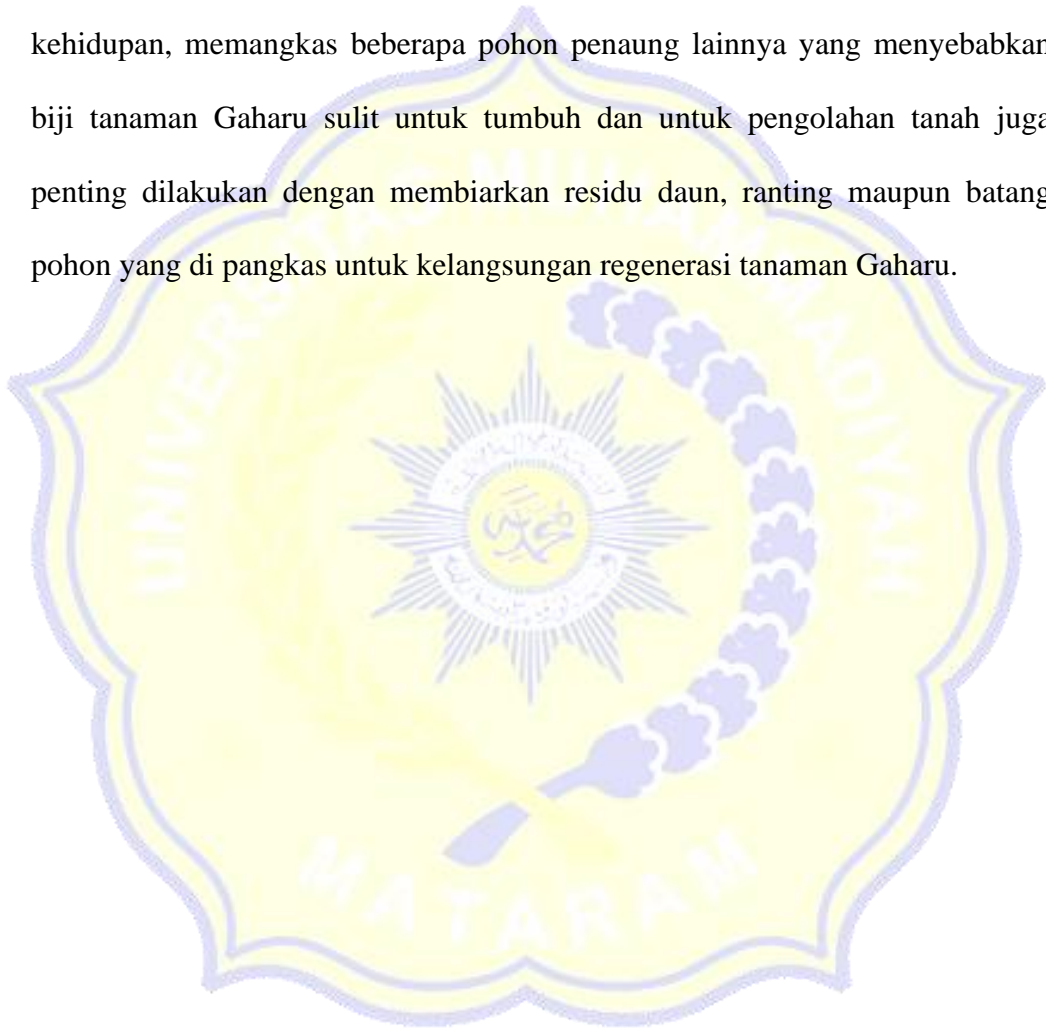 kehidupan, memangkas beberapa pohon penaung lainnya yang menyebabkan
biji tanaman Gaharu sulit untuk tumbuh dan untuk pengolahan tanah juga
penting dilakukan dengan membiarkan residu daun, ranting maupun batang
pohon yang di pangkas untuk kelangsungan regenerasi tanaman Gaharu.
UNIVERSITAS MUHAMMADIYAH
MATARAM